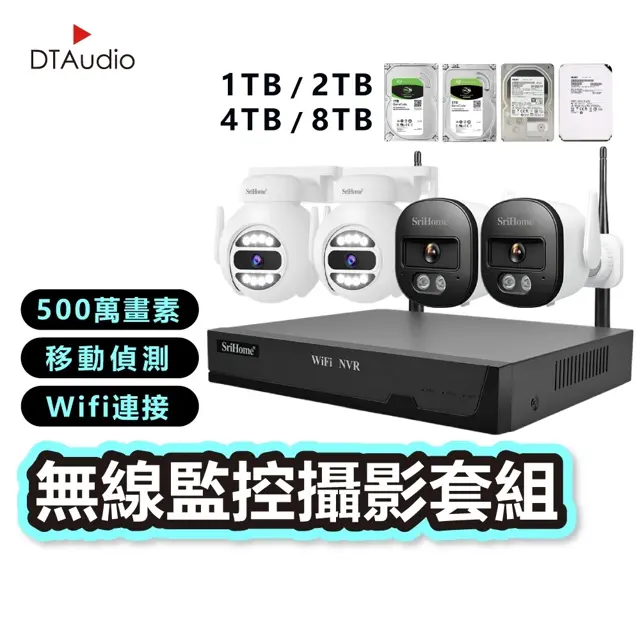 DTAudio
1TB / 2TB
4TB / 8TB
SriHome
SriHome
SriHome
SriHome
500萬畫素
移動偵測
Wifi連接
SriHome
WiFi NVR
無線監控攝影套組